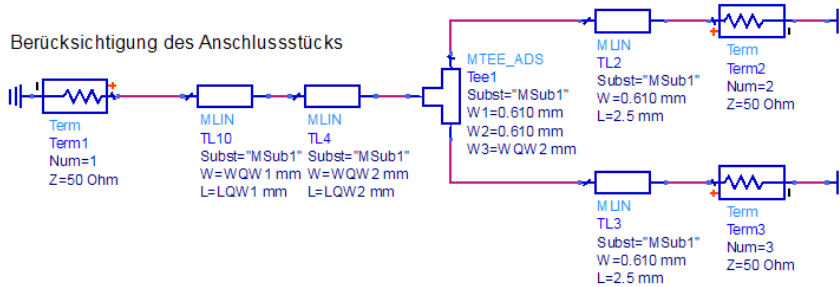 Berücksichtigung des Anschlussstücks
Term
Term1
Num=1
Z=50 Ohm
MLIN
TL10
Subst="MSub1"
W=WQW1 mm
L=LQW1 mm
MLIN
TL4
Subst="MSub1"
W=WQW2 mm
L=LQW2 mm
MTEE_ADS
Tee1
Subst="MSub1"
W1=0.610 mm
W2=0.610 mm
W3=WQW2 mm
MLIN
TL2
Subst="MSub1"
W=0.610 mm
L=2.5 mm
Term
Term2
Num=2
Z=50 Ohm
MLIN
TL3
Subst="MSub1"
W=0.610 mm
L=2.5 mm
Term
Term3
Num=3
Z=50 Ohm